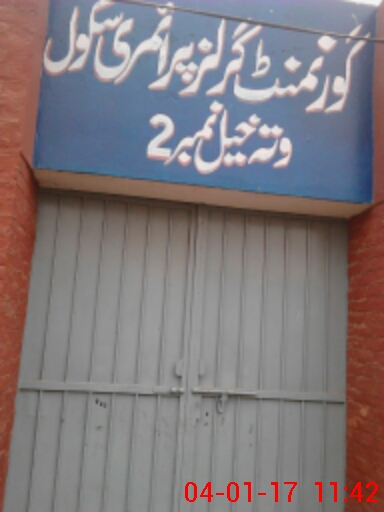 گورنمنٹ گرلز پرائمری سکول
وتہ خیل نمبر 2
04-01-17 11:42